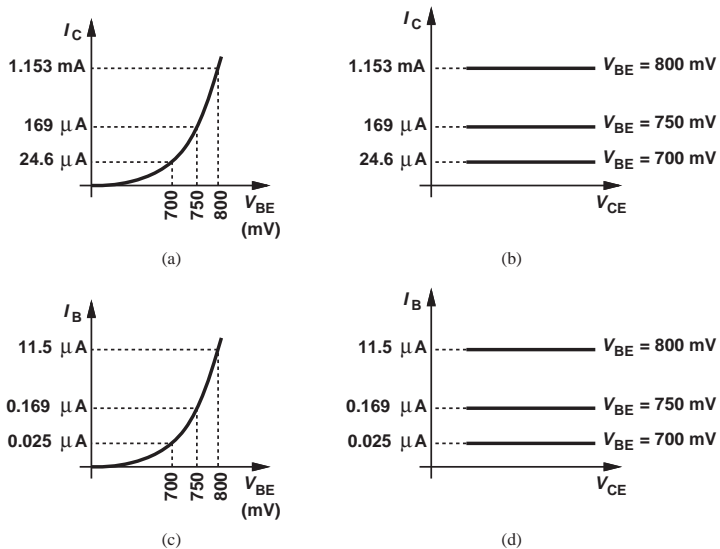 I_C
1.153 mA
169 μA
24.6 μA
700
750
800
V_BE
(mV)
(a)
I_C
1.153 mA
169 μA
24.6 μA
V_BE = 800 mV
V_BE = 750 mV
V_BE = 700 mV
V_CE
(b)
I_B
11.5 μA
0.169 μA
0.025 μA
700
750
800
V_BE
(mV)
(c)
I_B
11.5 μA
0.169 μA
0.025 μA
V_BE = 800 mV
V_BE = 750 mV
V_BE = 700 mV
V_CE
(d)